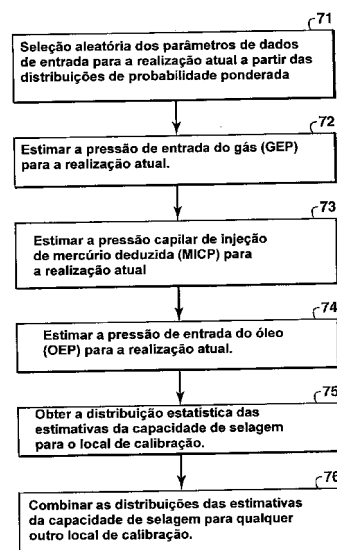 71
Seleção aleatória dos parâmetros de dados
de entrada para a realização atual a partir das
distribuições de probabilidade ponderada
72
Estimar a pressão de entrada do gás (GEP)
para a realização atual.
73
Estimar a pressão capilar de injeção
de mercúrio deduzida (MICP) para
a realização atual
74
Estimar a pressão de entrada do óleo
(OEP) para a realização atual.
75
Obter a distribuição estatística das
estimativas da capacidade de selagem
para o local de calibração.
76
Combinar as distribuições das estimativas
da capacidade de selagem para qualquer
outro local de calibração.